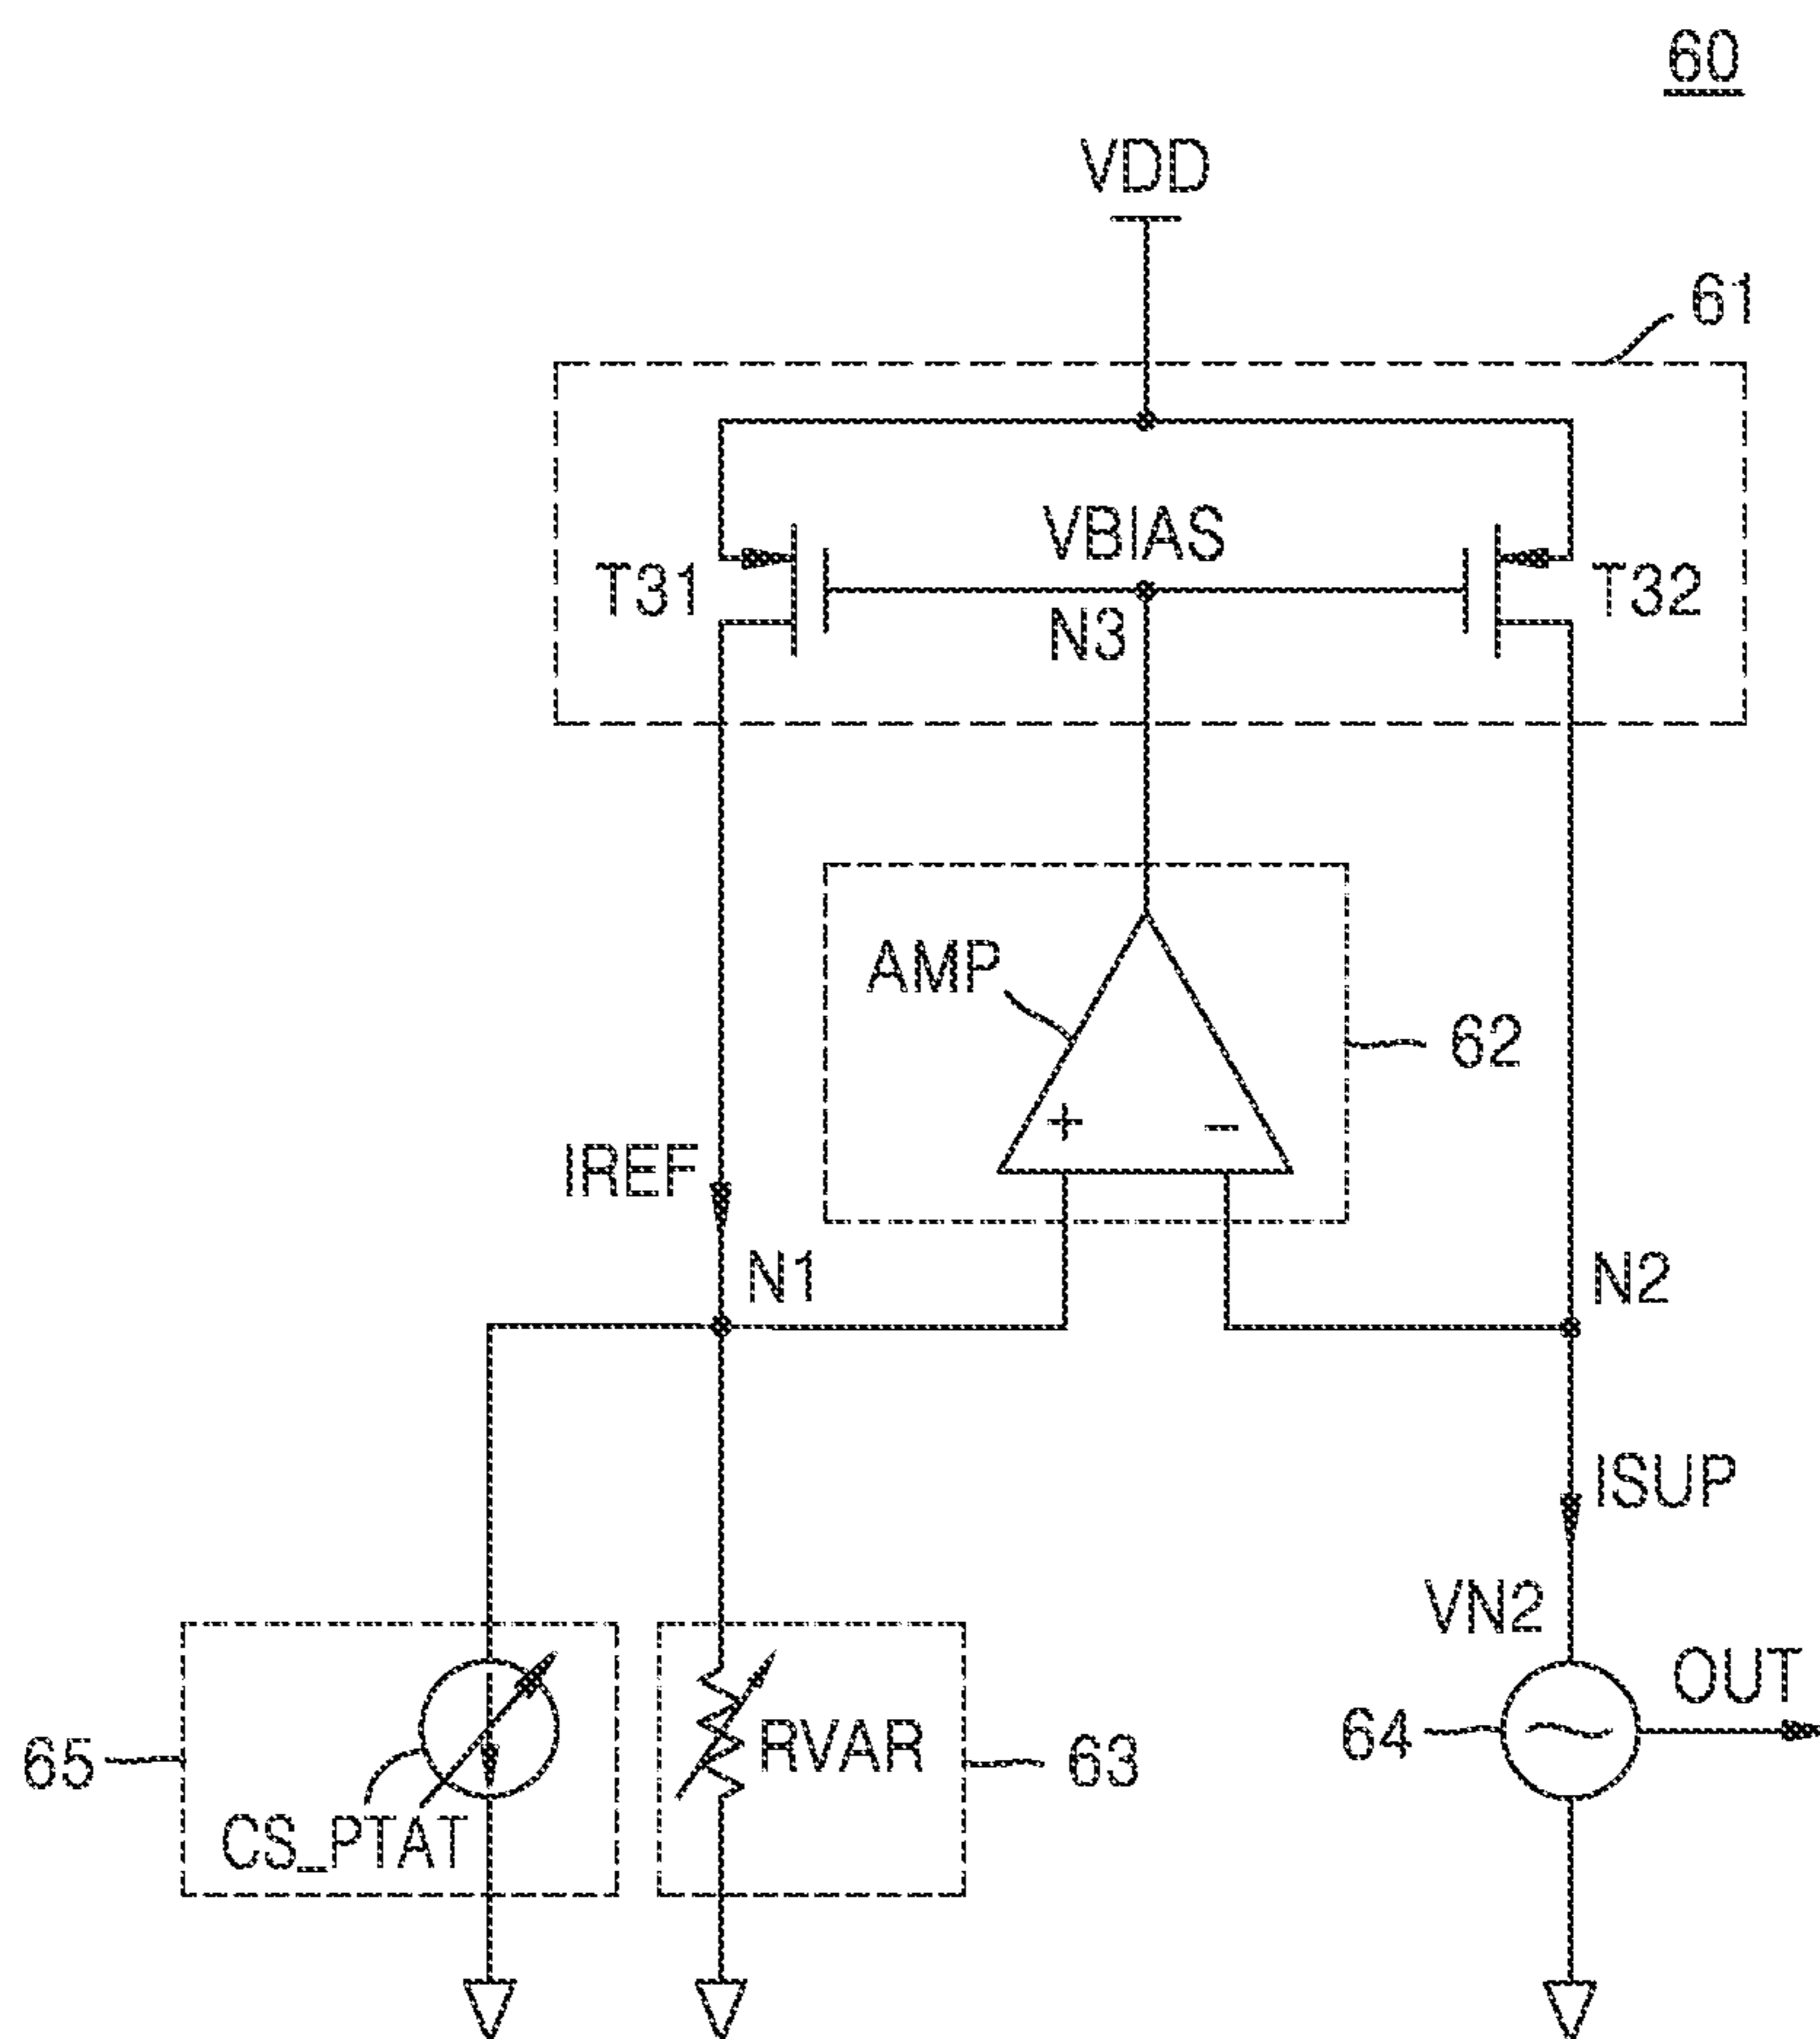 60
VDD
61
VBIAS
T31
T32
N3
AMP
62
IREF
N1
N2
ISUP
VN2
OUT
64
RVAR
65
63
CS_PTAT
+
-